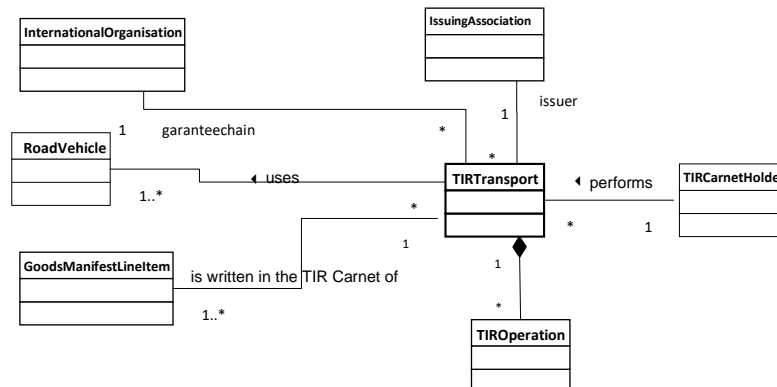 InternationalOrganisation
IssuingAssociation
1
issuer
1
garanteechain
*
RoadVehicle
*
TIRTransport
TIRCarnetHolde
uses
performs
1..*
*
*
1
1
GoodsManifestLineItem
is written in the TIR Carnet of
1
1..*
*
TIROperation